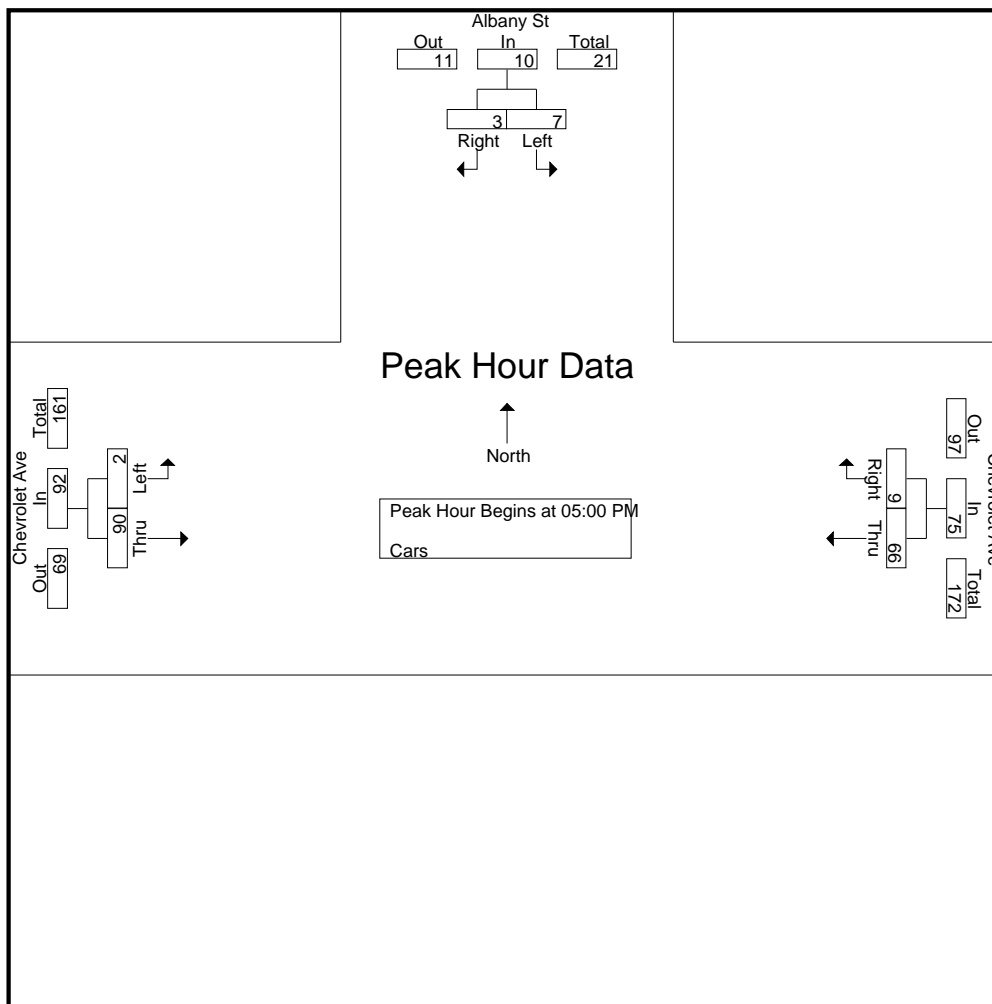 Albany St
Out In Total
11 10 21
3 7
Right Left
Peak Hour Data
North
Peak Hour Begins at 05:00 PM
Cars
Chevrolet Ave
Out In Total
69 92 161
2 90
Left Thru
Out In Total
97 75 172
Right Thru
9 66